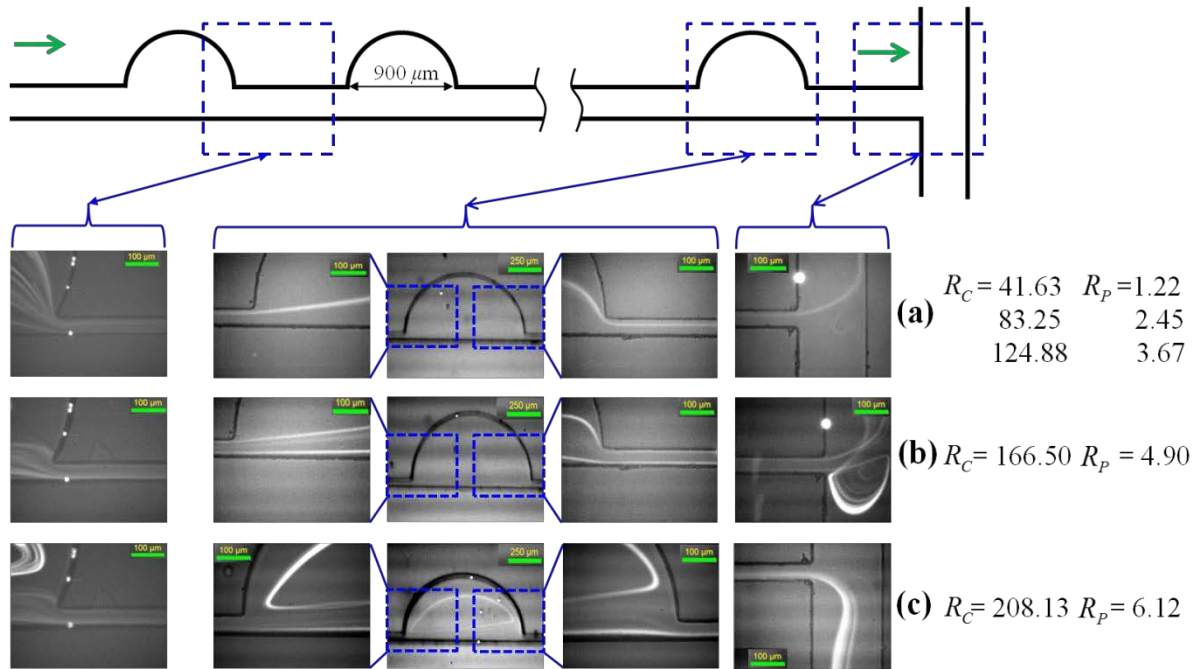 900 µm
100 µm
100 µm
250 µm
100 µm
100 µm
(a) R_C = 41.63 R_P = 1.22
83.25 2.45
124.88 3.67
100 µm
100 µm
250 µm
100 µm
100 µm
(b) R_C = 166.50 R_P = 4.90
100 µm
100 µm
250 µm
100 µm
100 µm
(c) R_C = 208.13 R_P = 6.12